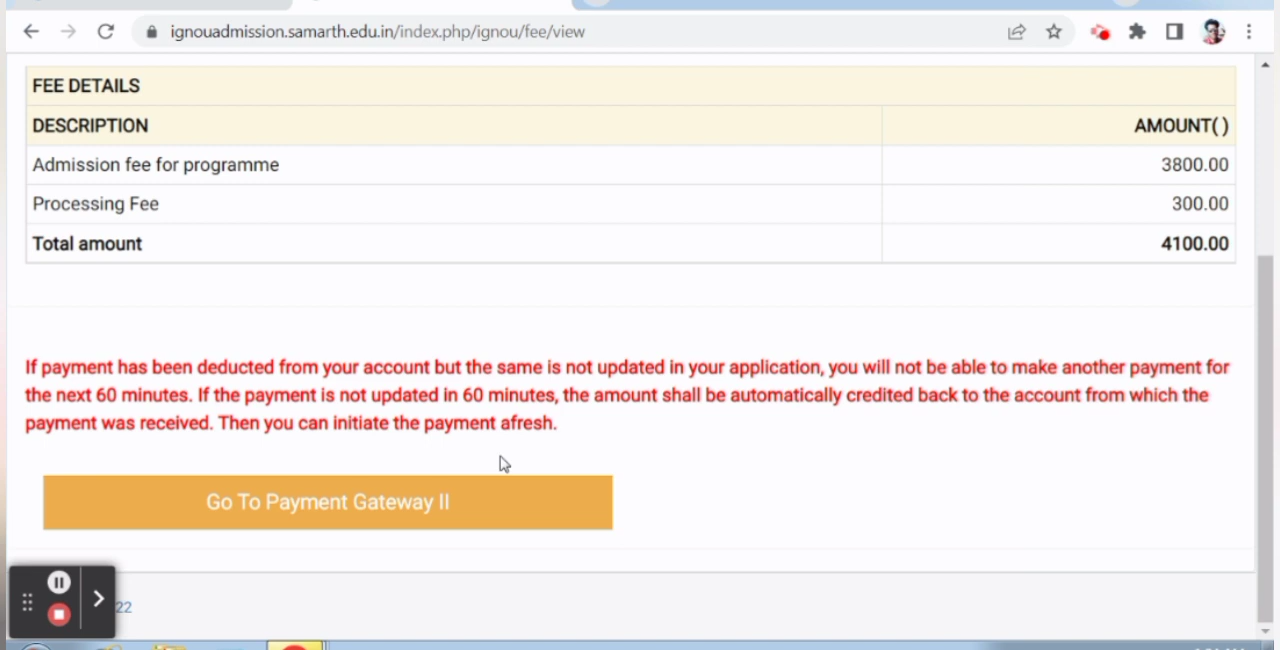 ignouadmission.samarth.edu.in/index.php/ignou/fee/view
FEE DETAILS
DESCRIPTION AMOUNT( )
Admission fee for programme 3800.00
Processing Fee 300.00
Total amount 4100.00
If payment has been deducted from your account but the same is not updated in your application, you will not be able to make another payment for
the next 60 minutes. If the payment is not updated in 60 minutes, the amount shall be automatically credited back to the account from which the
payment was received. Then you can initiate the payment afresh.
Go To Payment Gateway II
22